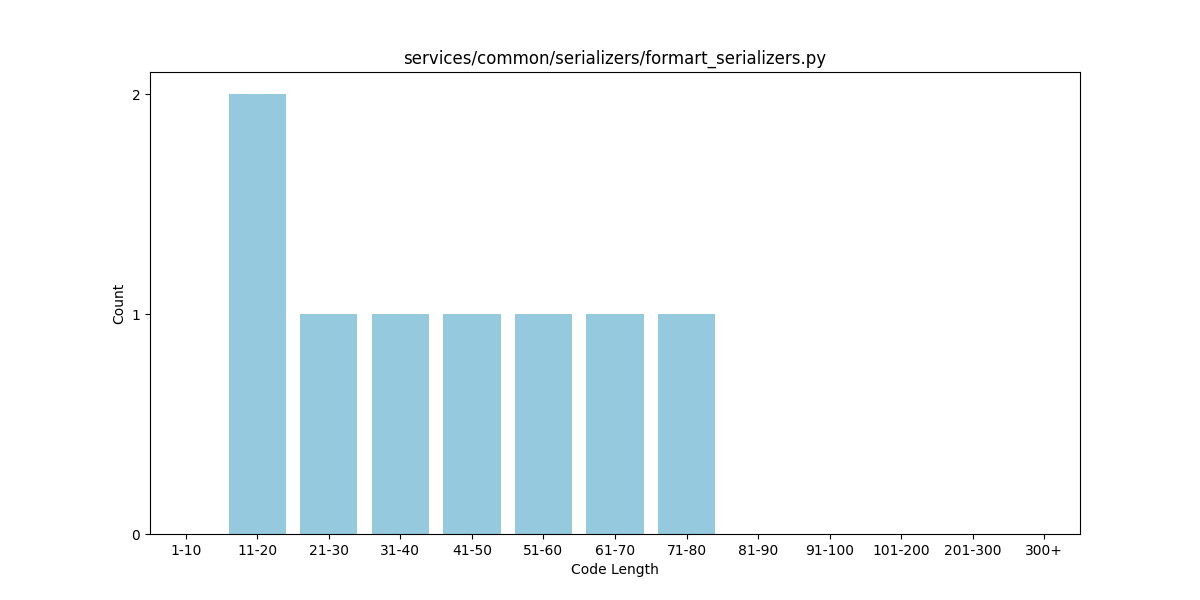 services/common/serializers/formart_serializers.py
Count
2
1
0
1-10 11-20 21-30 31-40 41-50 51-60 61-70 71-80 81-90 91-100 101-200 201-300 300+
Code Length